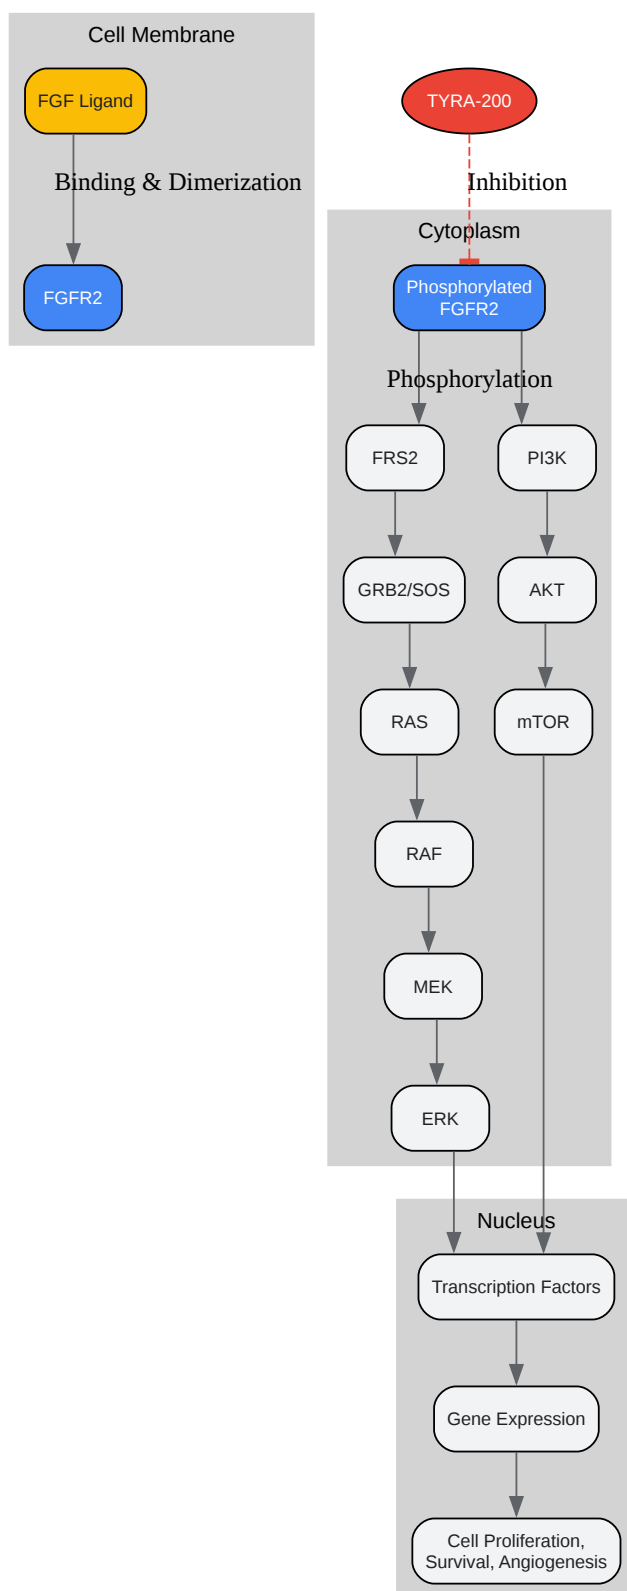 Cell Membrane
FGF Ligand
Binding & Dimerization
FGFR2
TYRA-200
Inhibition
Cytoplasm
Phosphorylated
FGFR2
Phosphorylation
FRS2
PI3K
GRB2/SOS
AKT
RAS
mTOR
RAF
MEK
ERK
Nucleus
Transcription Factors
Gene Expression
Cell Proliferation,
Survival, Angiogenesis